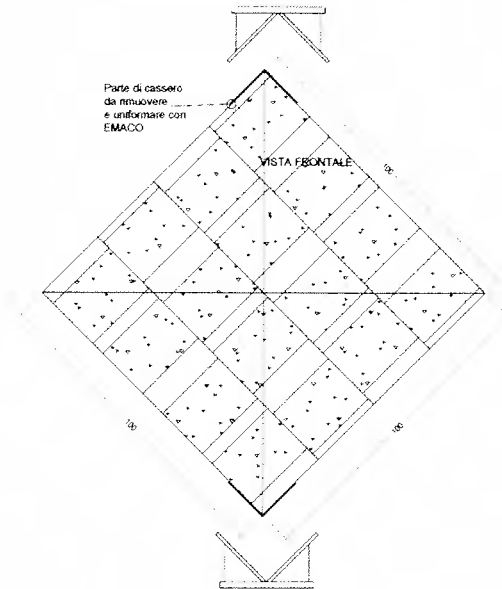 Parte di cassero
da rimuovere
e uniformare con
EMACO
VISTA FRONTALE
100
100
100